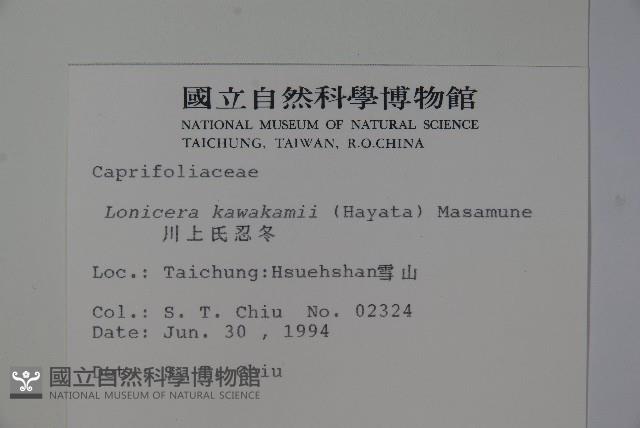 國立自然科學博物館
NATIONAL MUSEUM OF NATURAL SCIENCE
TAICHUNG, TAIWAN, R.O.CHINA
Caprifoliaceae
Lonicera kawakamii (Hayata) Masamune
川上氏忍冬
Loc.: Taichung:Hsuehshan雪山
Col.: S. T. Chiu No. 02324
Date: Jun. 30 , 1994
Det.: S. T. Chiu
國立自然科學博物館
NATIONAL MUSEUM OF NATURAL SCIENCE